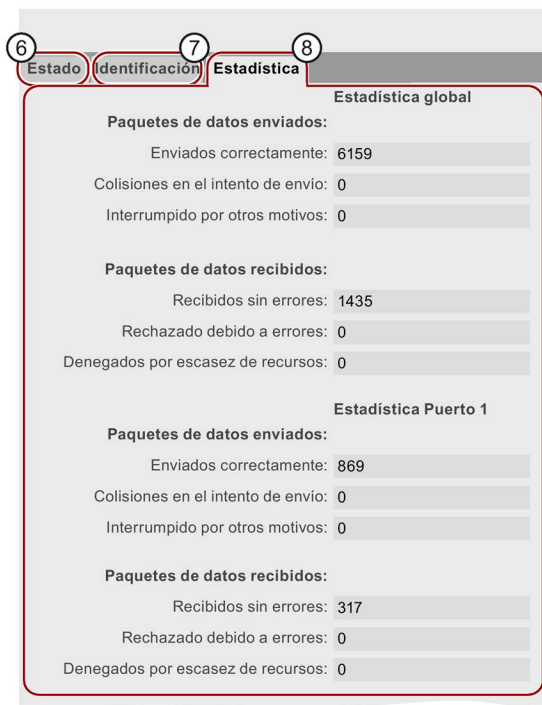 6 7 8
Estado Identificación Estadística
Estadística global
Paquetes de datos enviados:
Enviados correctamente: 6159
Colisiones en el intento de envío: 0
Interrumpido por otros motivos: 0
Paquetes de datos recibidos:
Recibidos sin errores: 1435
Rechazado debido a errores: 0
Denegados por escasez de recursos: 0
Estadística Puerto 1
Paquetes de datos enviados:
Enviados correctamente: 869
Colisiones en el intento de envío: 0
Interrumpido por otros motivos: 0
Paquetes de datos recibidos:
Recibidos sin errores: 317
Rechazado debido a errores: 0
Denegados por escasez de recursos: 0